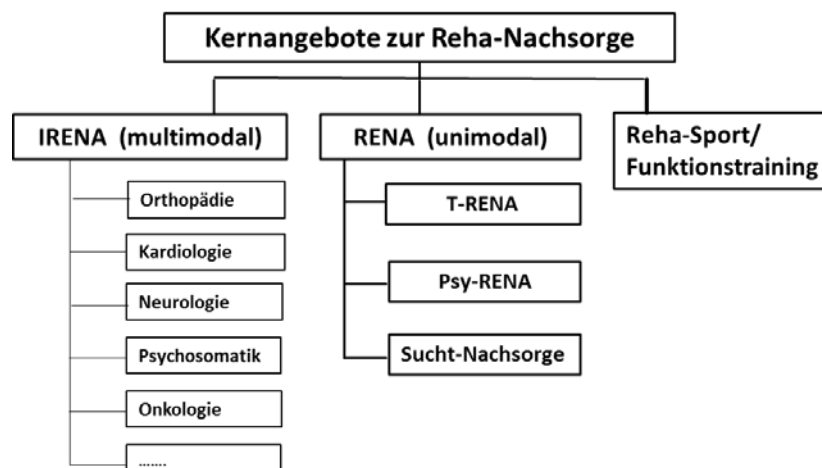 Kernangebote zur Reha-Nachsorge
IRENA (multimodal)
Orthopädie
Kardiologie
Neurologie
Psychosomatik
Onkologie
…….
RENA (unimodal)
T-RENA
Psy-RENA
Sucht-Nachsorge
Reha-Sport/
Funktionstraining